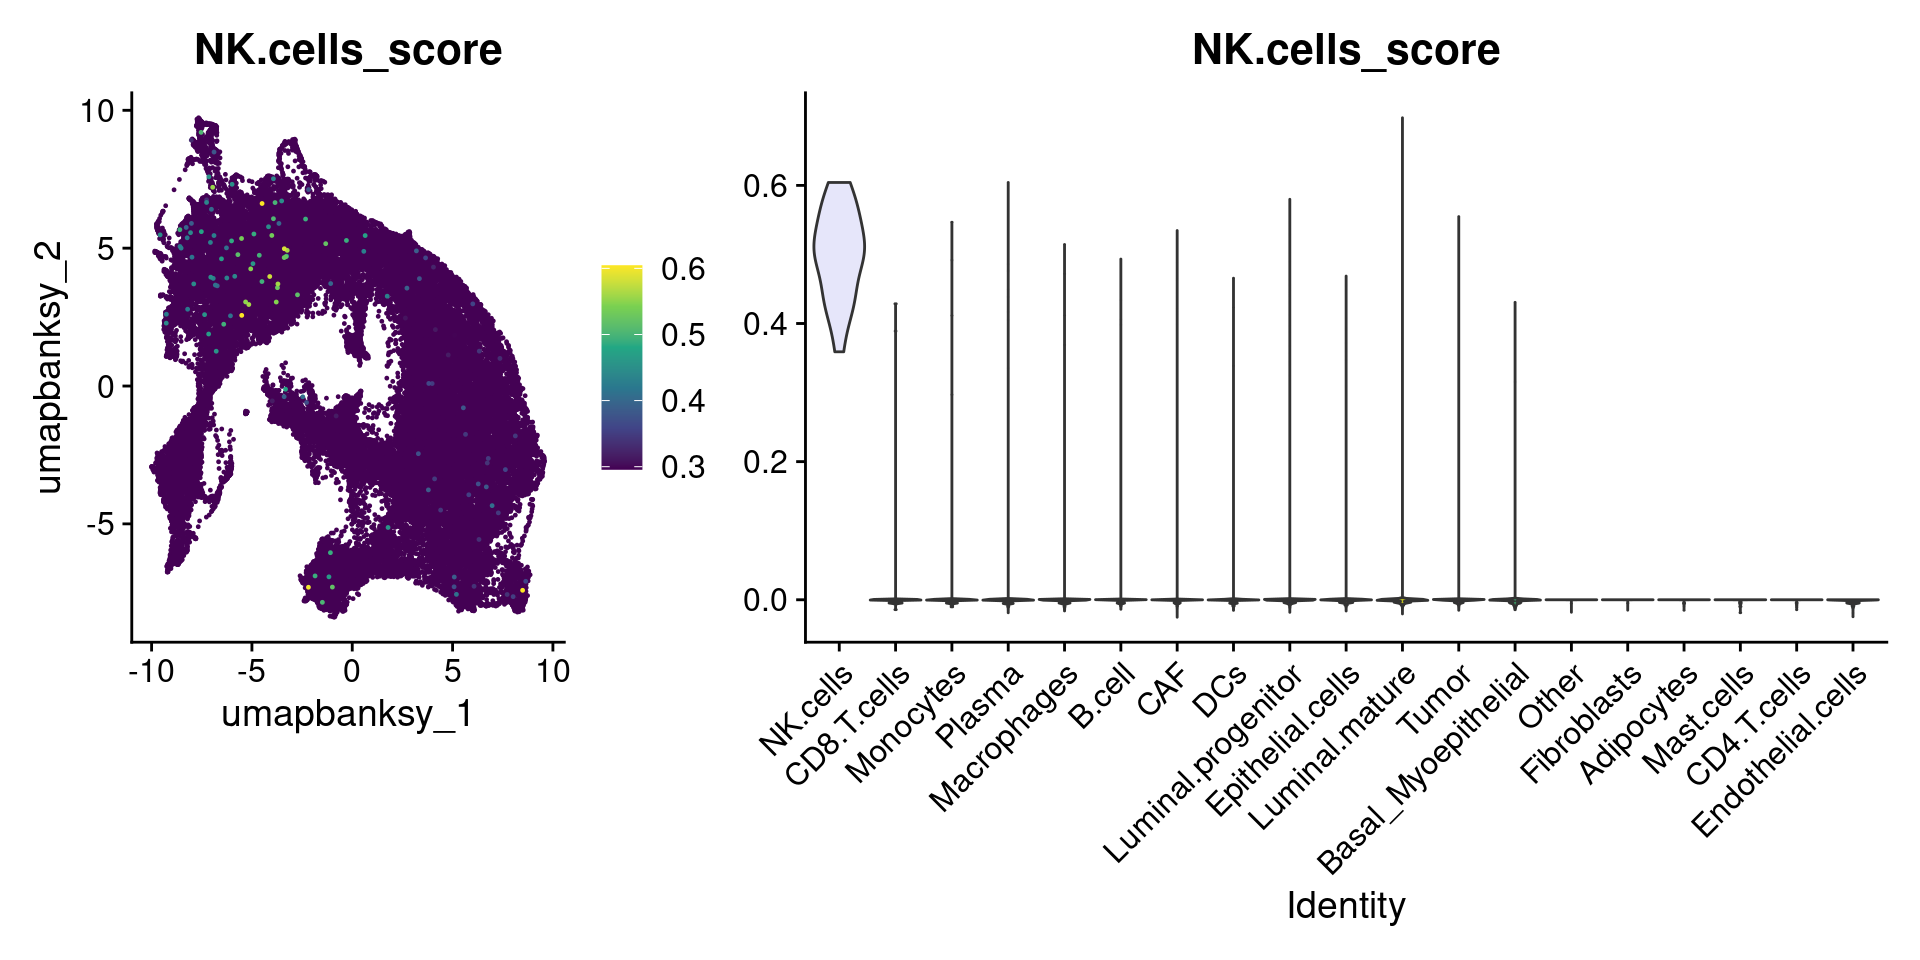 NK.cells_score
10
5
0
-5
umapbanksy_2
-10
-5
0
5
10
umapbanksy_1
0.6
0.5
0.4
0.3
NK.cells_score
0.6
0.4
0.2
0.0
NK.cells
CD8.T.cells
Monocytes
Plasma
Macrophages
B.cell
CAF
DCs
Luminal.progenitor
Epithelial.cells
Luminal.mature
Tumor
Basal_Myoepithelial
Other
Fibroblasts
Adipocytes
Mast.cells
CD4.T.cells
Endothelial.cells
Identity